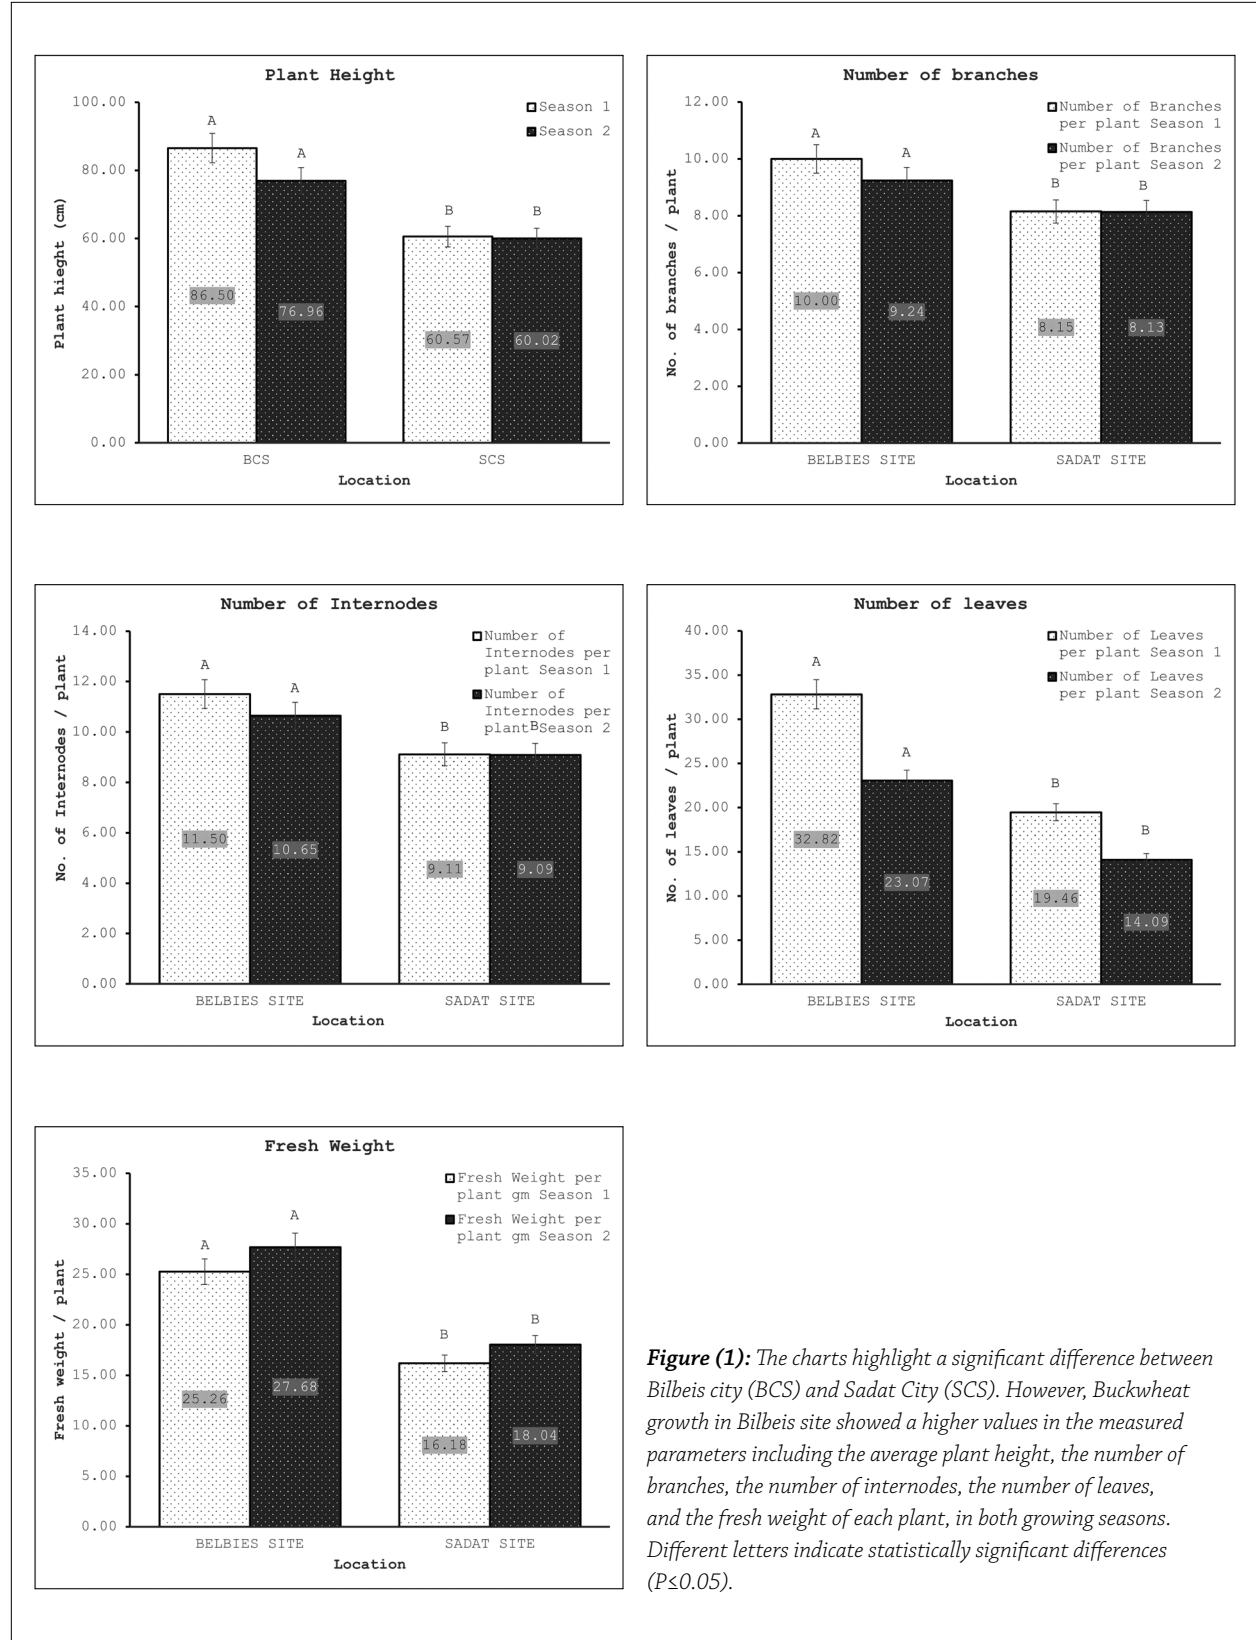 Plant Height
100.00
80.00
60.00
40.00
20.00
0.00
Plant hieght (cm)
Season 1
Season 2
A
A
B
B
86.50
76.96
60.57
60.02
BCS
SCS
Location
Number of branches
12.00
10.00
8.00
6.00
4.00
2.00
0.00
No. of branches / plant
Number of Branches
per plant Season 1
Number of Branches
per plant Season 2
A
A
B
B
10.00
9.24
8.15
8.13
BELBIES SITE
SADAT SITE
Location
Number of Internodes
14.00
12.00
10.00
8.00
6.00
4.00
2.00
0.00
No. of Internodes / plant
Number of
Internodes per
plant Season 1
Number of
Internodes per
plant Season 2
A
A
B
B
11.50
10.65
9.11
9.09
BELBIES SITE
SADAT SITE
Location
Number of leaves
40.00
35.00
30.00
25.00
20.00
15.00
10.00
5.00
0.00
No. of leaves / plant
Number of Leaves
per plant Season 1
Number of Leaves
per plant Season 2
A
A
B
B
32.82
23.07
19.46
14.09
BELBIES SITE
SADAT SITE
Location
Fresh Weight
35.00
30.00
25.00
20.00
15.00
10.00
5.00
0.00
Fresh weight / plant
Fresh Weight per
plant gm Season 1
Fresh Weight per
plant gm Season 2
A
A
B
B
25.26
27.68
16.18
18.04
BELBIES SITE
SADAT SITE
Location
Figure (1): The charts highlight a significant difference between
Bilbeis city (BCS) and Sadat City (SCS). However, Buckwheat
growth in Bilbeis site showed a higher values in the measured
parameters including the average plant height, the number of
branches, the number of internodes, the number of leaves,
and the fresh weight of each plant, in both growing seasons.
Different letters indicate statistically significant differences
(P≤0.05).